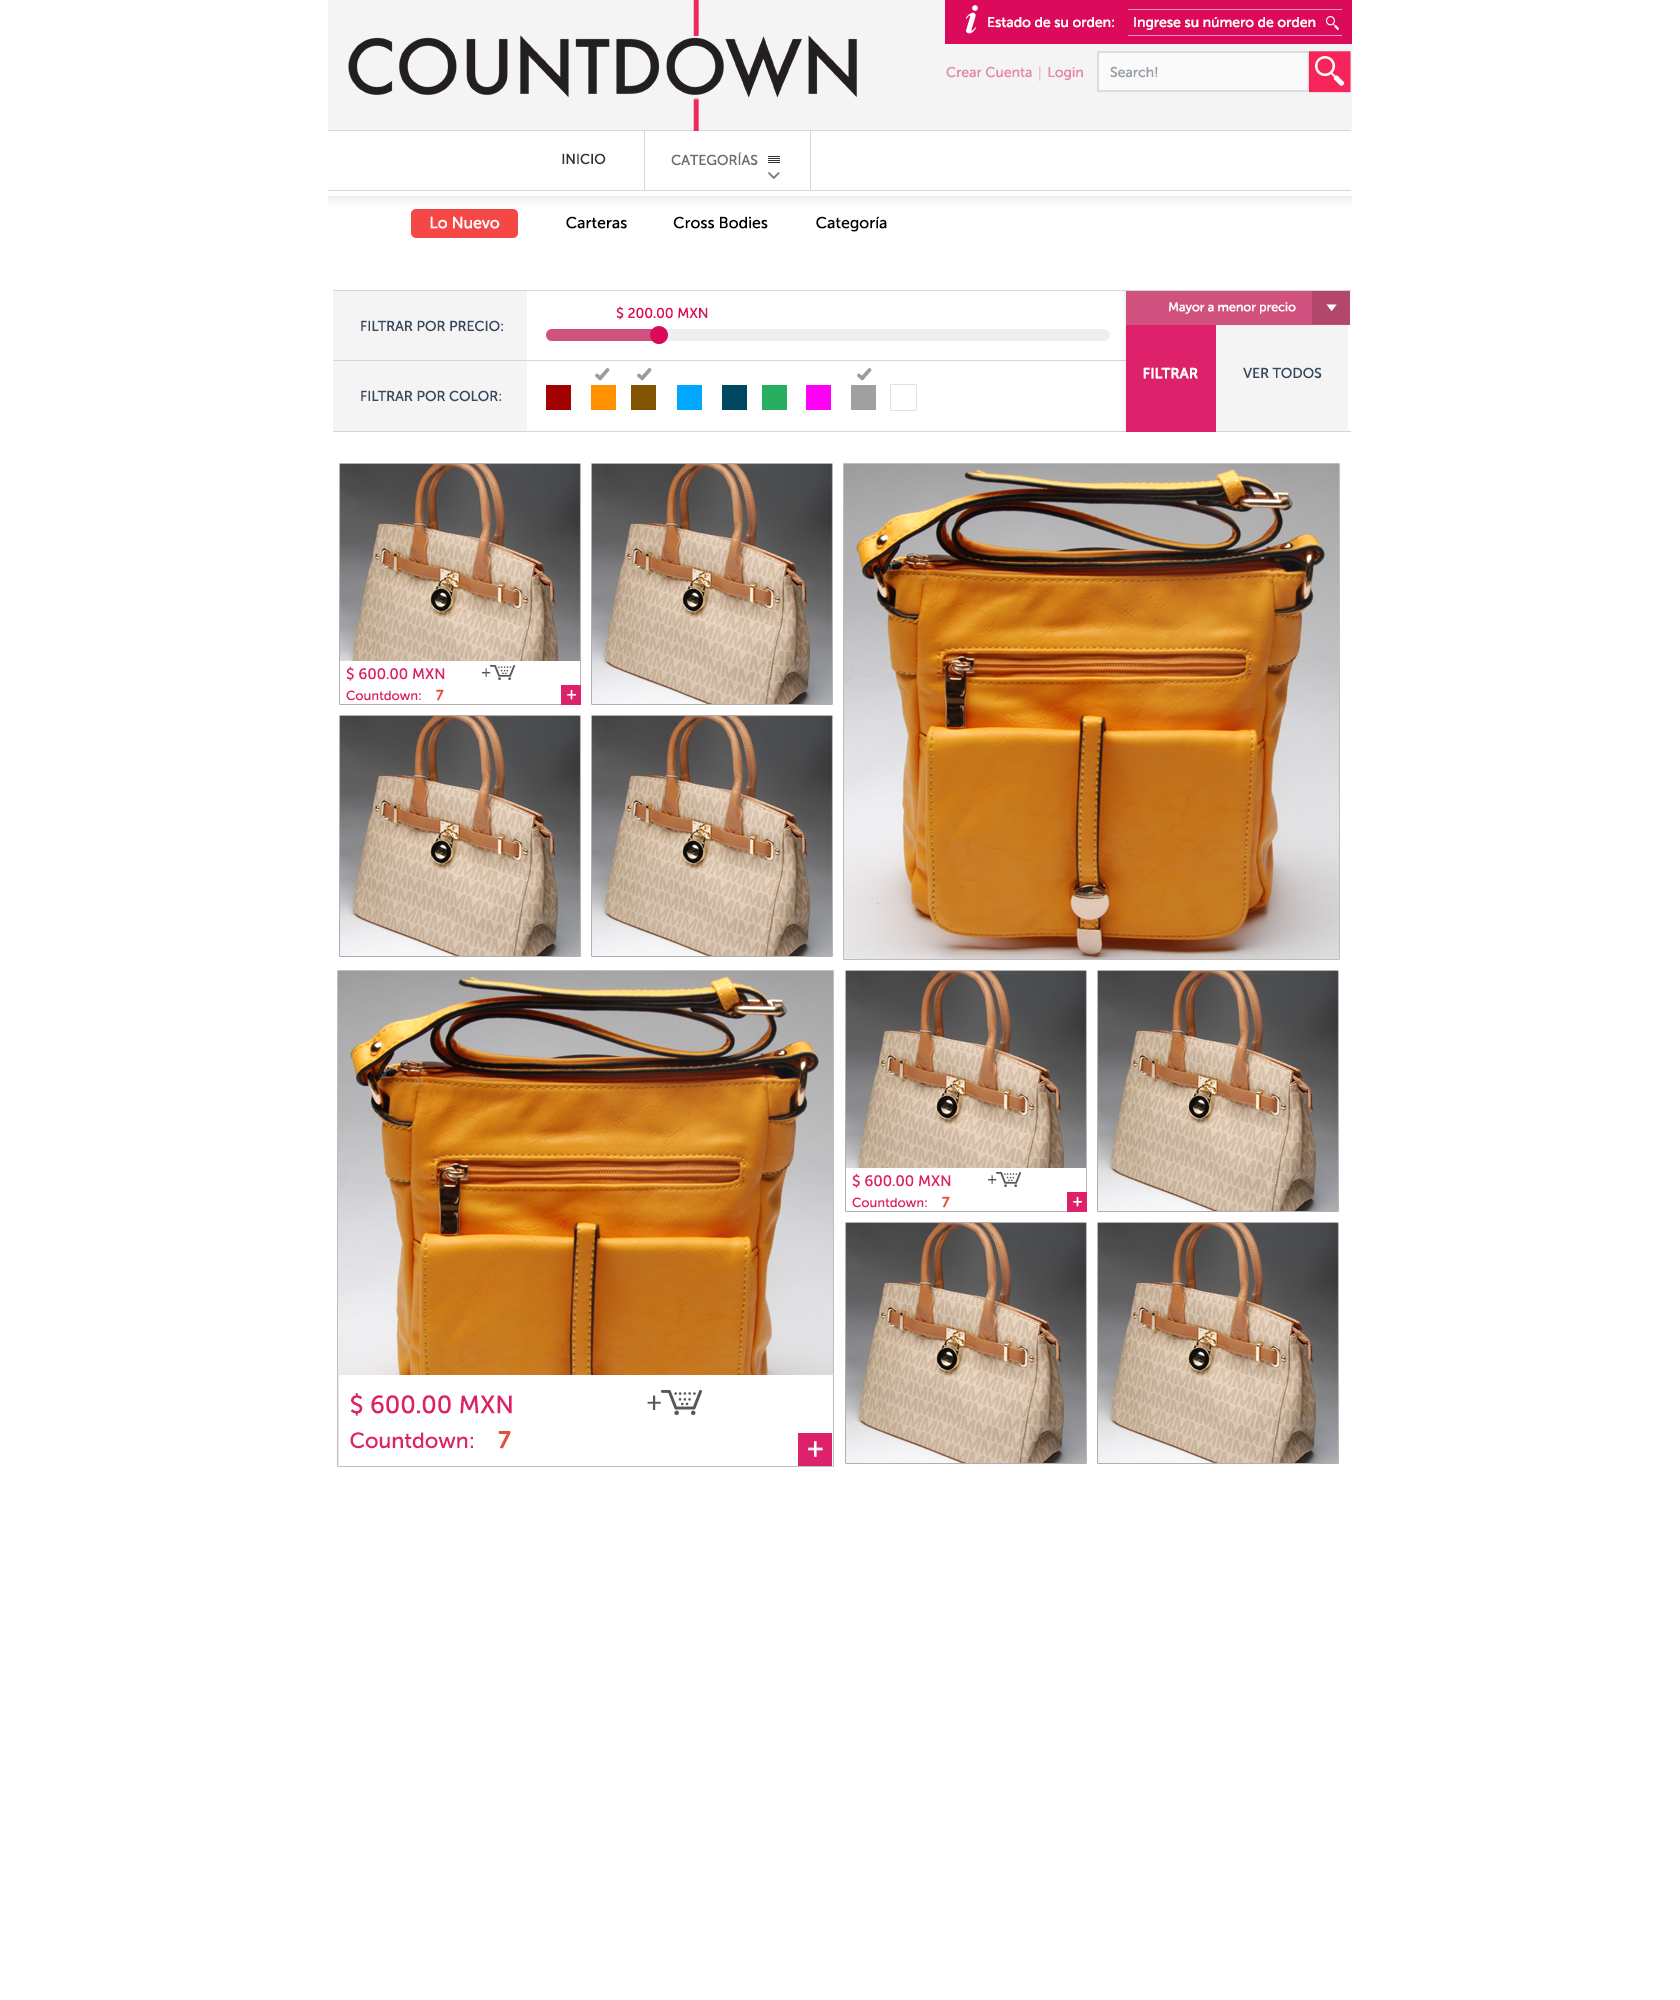 COUNTDOWN
Estado de su orden: Ingrese su número de orden
Crear Cuenta | Login
Search!
INICIO
CATEGORÍAS
Lo Nuevo
Carteras
Cross Bodies
Categoría
FILTRAR POR PRECIO:
$ 200.00 MXN
Mayor a menor precio
FILTRAR
VER TODOS
FILTRAR POR COLOR:
$ 600.00 MXN
+
Countdown: 7
+
$ 600.00 MXN
+
Countdown: 7
+
$ 600.00 MXN
+
Countdown: 7
+